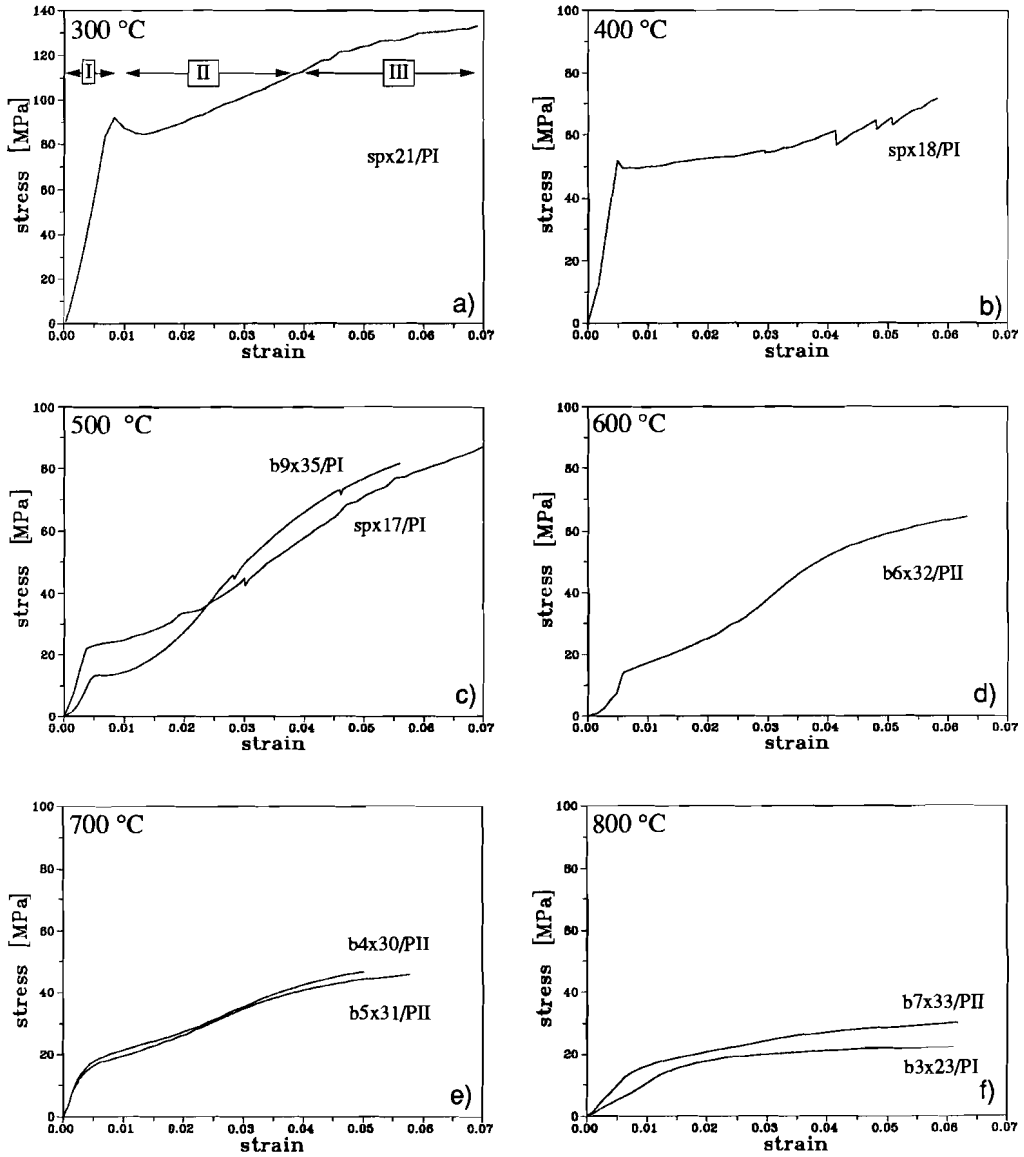 300 °C
140
120
100
80
60
40
20
0
stress [MPa]
I
II
III
spx21/PI
a)
0.00 0.01 0.02 0.03 0.04 0.05 0.06 0.07
strain
400 °C
100
80
60
40
20
0
stress [MPa]
spx18/PI
b)
0.00 0.01 0.02 0.03 0.04 0.05 0.06 0.07
strain
500 °C
100
80
60
40
20
0
stress [MPa]
b9x35/PI
spx17/PI
c)
0.00 0.01 0.02 0.03 0.04 0.05 0.06 0.07
strain
600 °C
100
80
60
40
20
0
stress [MPa]
b6x32/PII
d)
0.00 0.01 0.02 0.03 0.04 0.05 0.06 0.07
strain
700 °C
100
80
60
40
20
0
stress [MPa]
b4x30/PII
b5x31/PII
e)
0.00 0.01 0.02 0.03 0.04 0.05 0.06 0.07
strain
800 °C
100
80
60
40
20
0
stress [MPa]
b7x33/PII
b3x23/PI
f)
0.00 0.01 0.02 0.03 0.04 0.05 0.06 0.07
strain